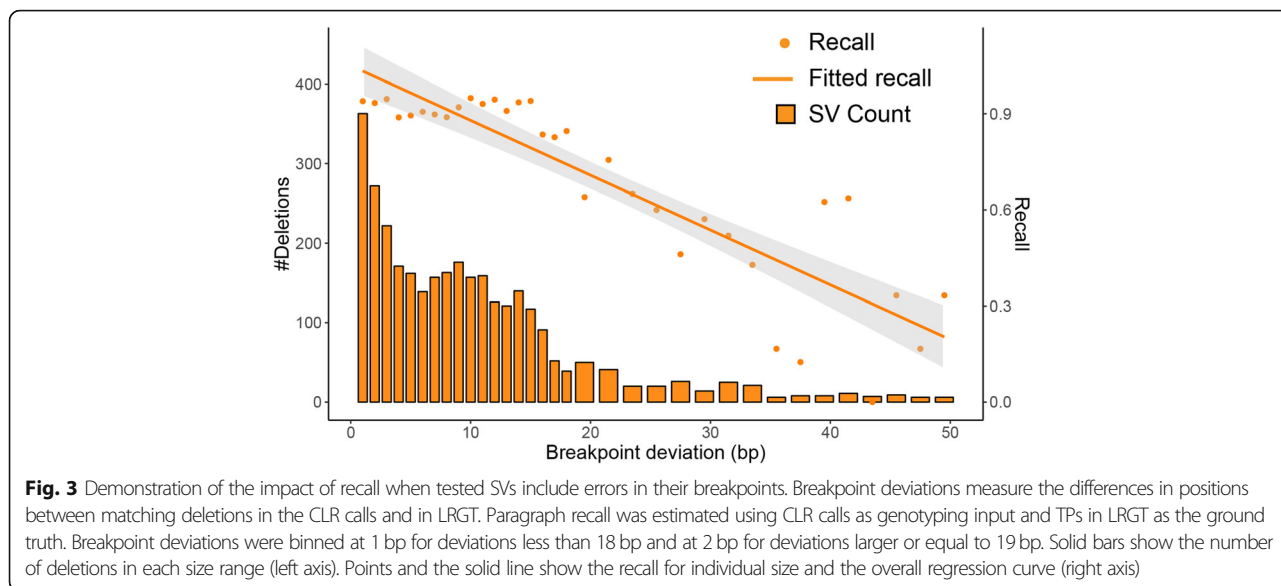 Recall
Fitted recall
SV Count
#Deletions
400
300
200
100
0
0.9
0.6
0.3
0.0
Recall
0 10 20 30 40 50
Breakpoint deviation (bp)
Fig. 3 Demonstration of the impact of recall when tested SVs include errors in their breakpoints. Breakpoint deviations measure the differences in positions
between matching deletions in the CLR calls and in LRGT. Paragraph recall was estimated using CLR calls as genotyping input and TPs in LRGT as the ground
truth. Breakpoint deviations were binned at 1 bp for deviations less than 18 bp and at 2 bp for deviations larger or equal to 19 bp. Solid bars show the number
of deletions in each size range (left axis). Points and the solid line show the recall for individual size and the overall regression curve (right axis)